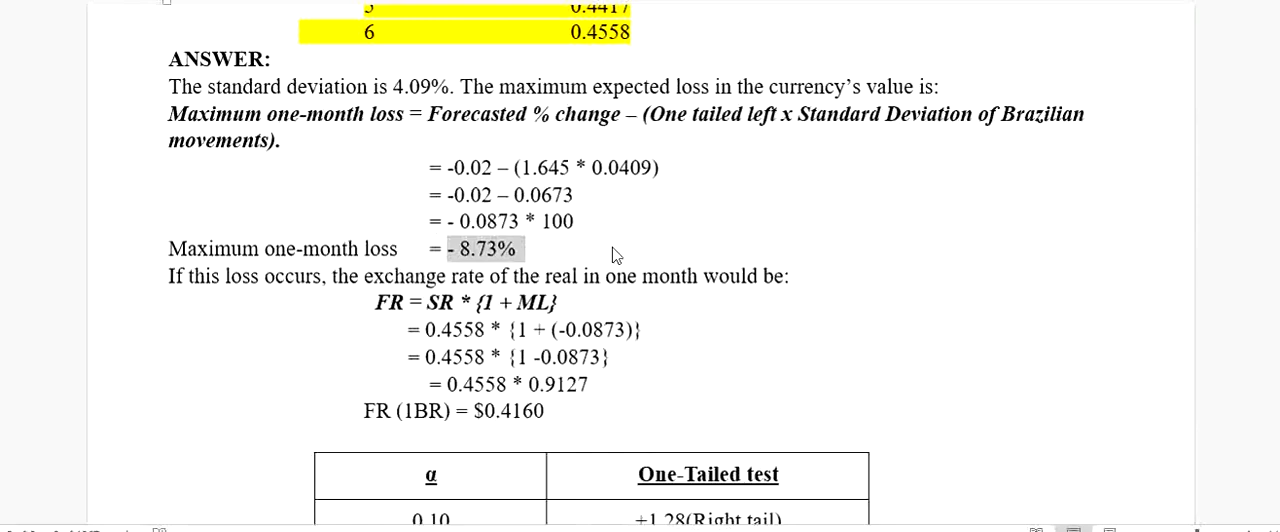 5 0.4417
6 0.4558
ANSWER:
The standard deviation is 4.09%. The maximum expected loss in the currency’s value is:
Maximum one-month loss = Forecasted % change – (One tailed left x Standard Deviation of Brazilian
movements).
= -0.02 – (1.645 * 0.0409)
= -0.02 – 0.0673
= - 0.0873 * 100
Maximum one-month loss = - 8.73%
If this loss occurs, the exchange rate of the real in one month would be:
FR = SR * {1 + ML}
= 0.4558 * {1 + (-0.0873)}
= 0.4558 * {1 -0.0873}
= 0.4558 * 0.9127
FR (1BR) = $0.4160
α One-Tailed test
0.10 +1.28(Right tail)